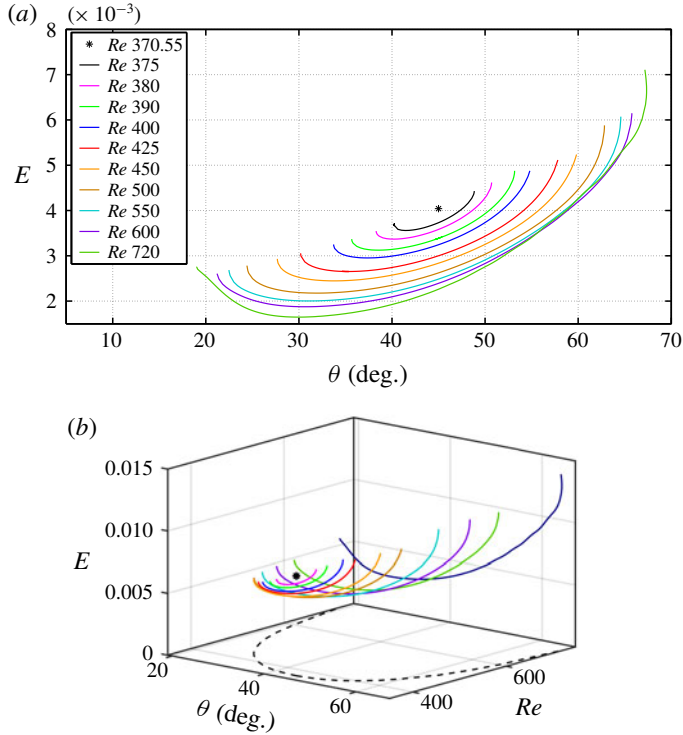 (a) (× 10⁻³)
8
7
6
5
4
3
2
E
Re 370.55
Re 375
Re 380
Re 390
Re 400
Re 425
Re 450
Re 500
Re 550
Re 600
Re 720
10 20 30 40 50 60 70
θ (deg.)
(b)
0.015
0.010
0.005
0
E
20
40
60
θ (deg.)
400
600
Re